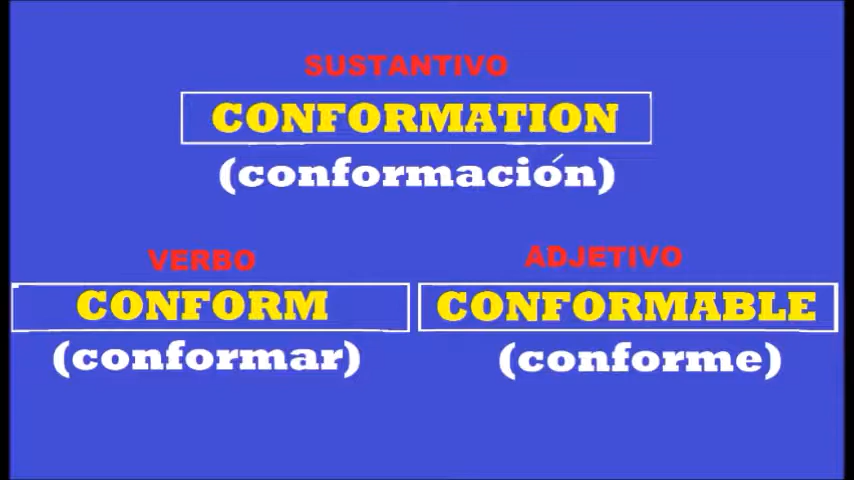 SUSTANTIVO
CONFORMATION
(conformación)
VERBO
CONFORM
(conformar)
ADJETIVO
CONFORMABLE
(conforme)